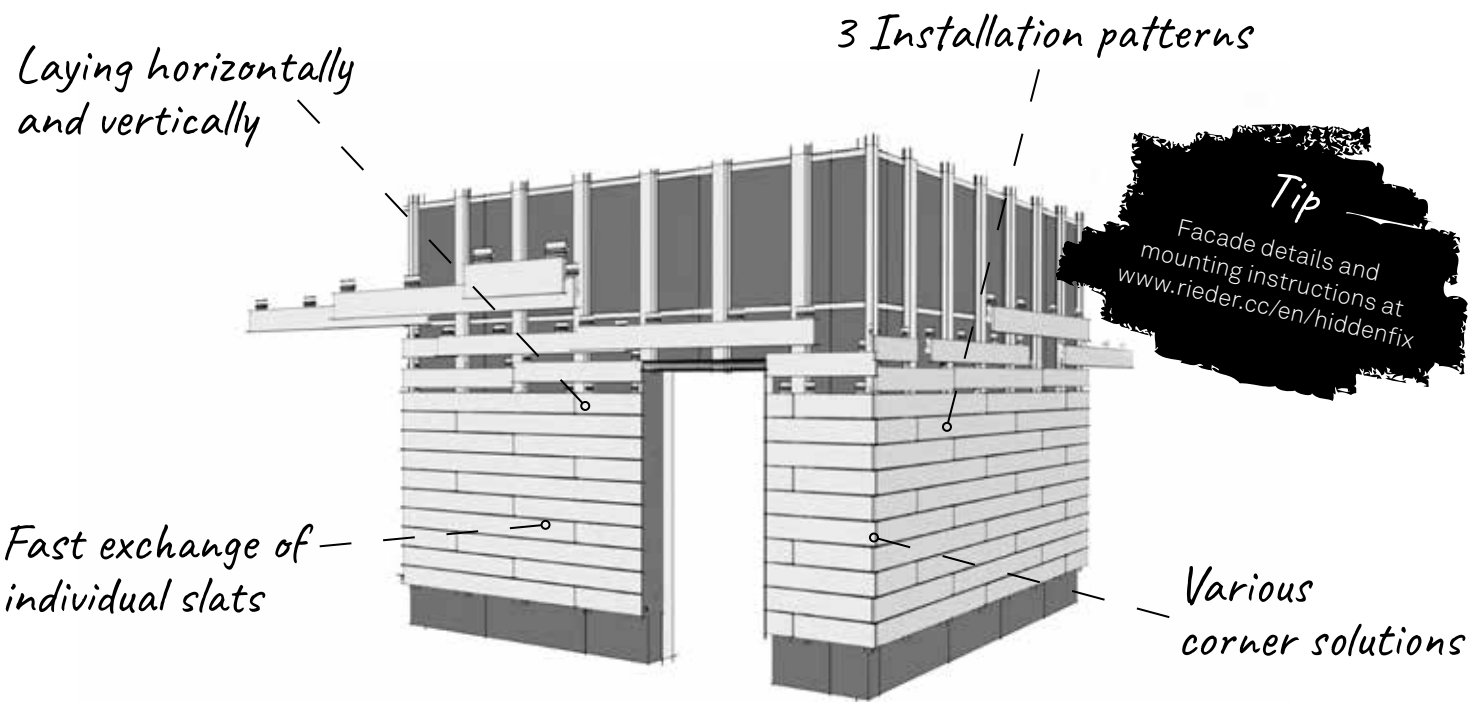 Laying horizontally
and vertically
3 Installation patterns
Tip
Facade details and
mounting instructions at
www.rieder.cc/en/hiddenfix
Fast exchange of
individual slats
Various
corner solutions